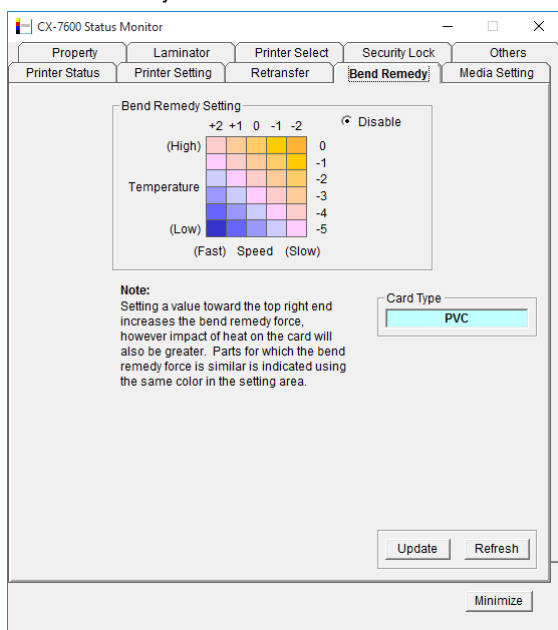 CX-7600 Status Monitor
Property Laminator Printer Select Security Lock Others
Printer Status Printer Setting Retransfer Bend Remedy Media Setting
Bend Remedy Setting
+2 +1 0 -1 -2
Disable
(High) 0
-1
-2
Temperature
-3
-4
(Low) -5
(Fast) Speed (Slow)
Note:
Setting a value toward the top right end
increases the bend remedy force,
however impact of heat on the card will
also be greater. Parts for which the bend
remedy force is similar is indicated using
the same color in the setting area.
Card Type
PVC
Update Refresh
Minimize